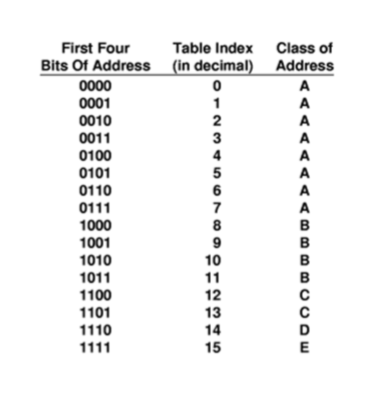 First Four Table Index Class of
Bits Of Address (in decimal) Address
0000 0 A
0001 1 A
0010 2 A
0011 3 A
0100 4 A
0101 5 A
0110 6 A
0111 7 A
1000 8 B
1001 9 B
1010 10 B
1011 11 B
1100 12 C
1101 13 C
1110 14 D
1111 15 E